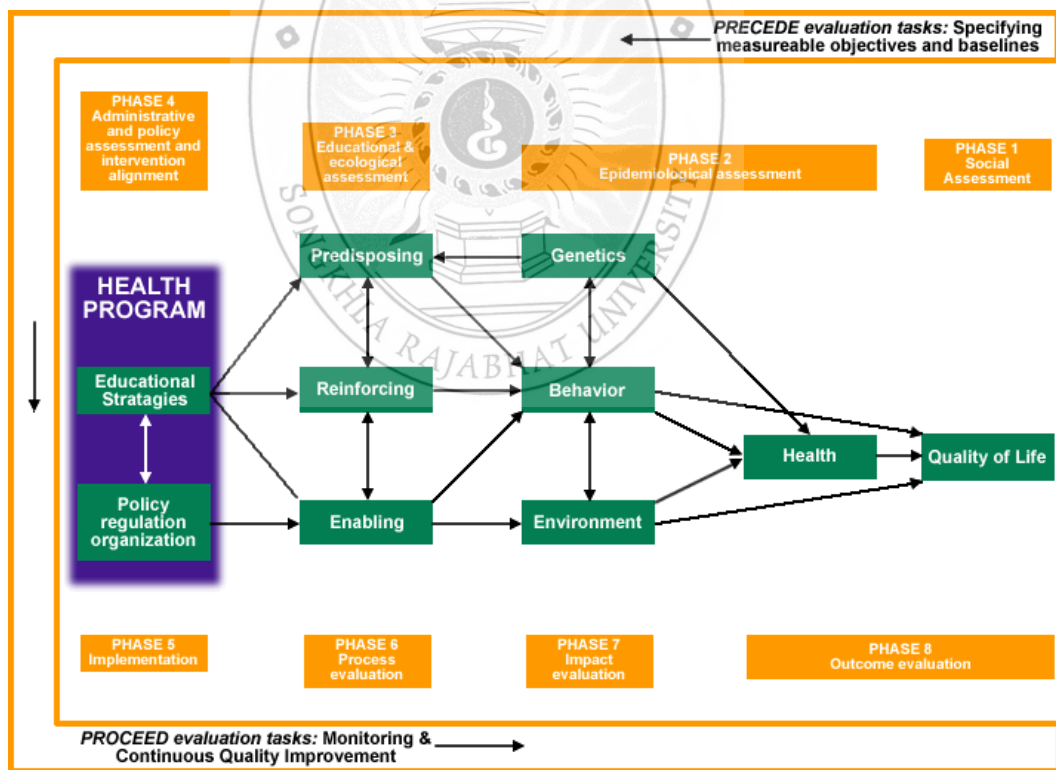 PRECEDE evaluation tasks: Specifying
measureable objectives and baselines
PHASE 4
Administrative
and policy
assessment and
intervention
alignment
PHASE 3
Educational &
ecological
assessment
PHASE 2
Epidemiological assessment
PHASE 1
Social
Assessment
SONGKHLA RAJABHAT UNIVERSITY
HEALTH
PROGRAM
Predisposing
Genetics
Educational
Stratagies
Reinforcing
Behavior
Health
Quality of Life
Policy
regulation
organization
Enabling
Environment
PHASE 5
Implementation
PHASE 6
Process
evaluation
PHASE 7
Impact
evaluation
PHASE 8
Outcome evaluation
PROCEED evaluation tasks: Monitoring &
Continuous Quality Improvement